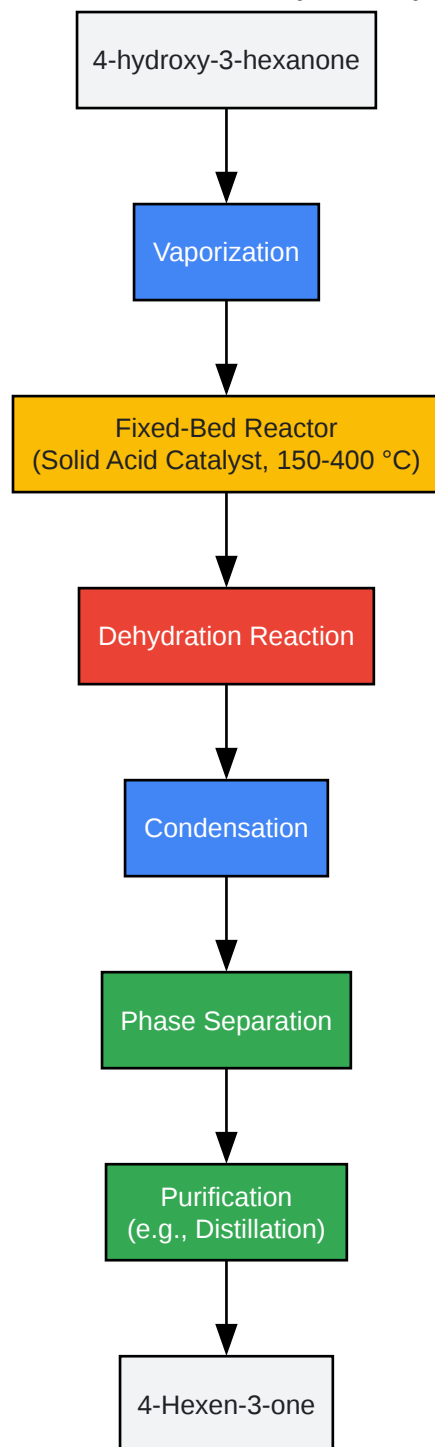 4-hydroxy-3-hexanone
Vaporization
Fixed-Bed Reactor
(Solid Acid Catalyst, 150-400 °C)
Dehydration Reaction
Condensation
Phase Separation
Purification
(e.g., Distillation)
4-Hexen-3-one